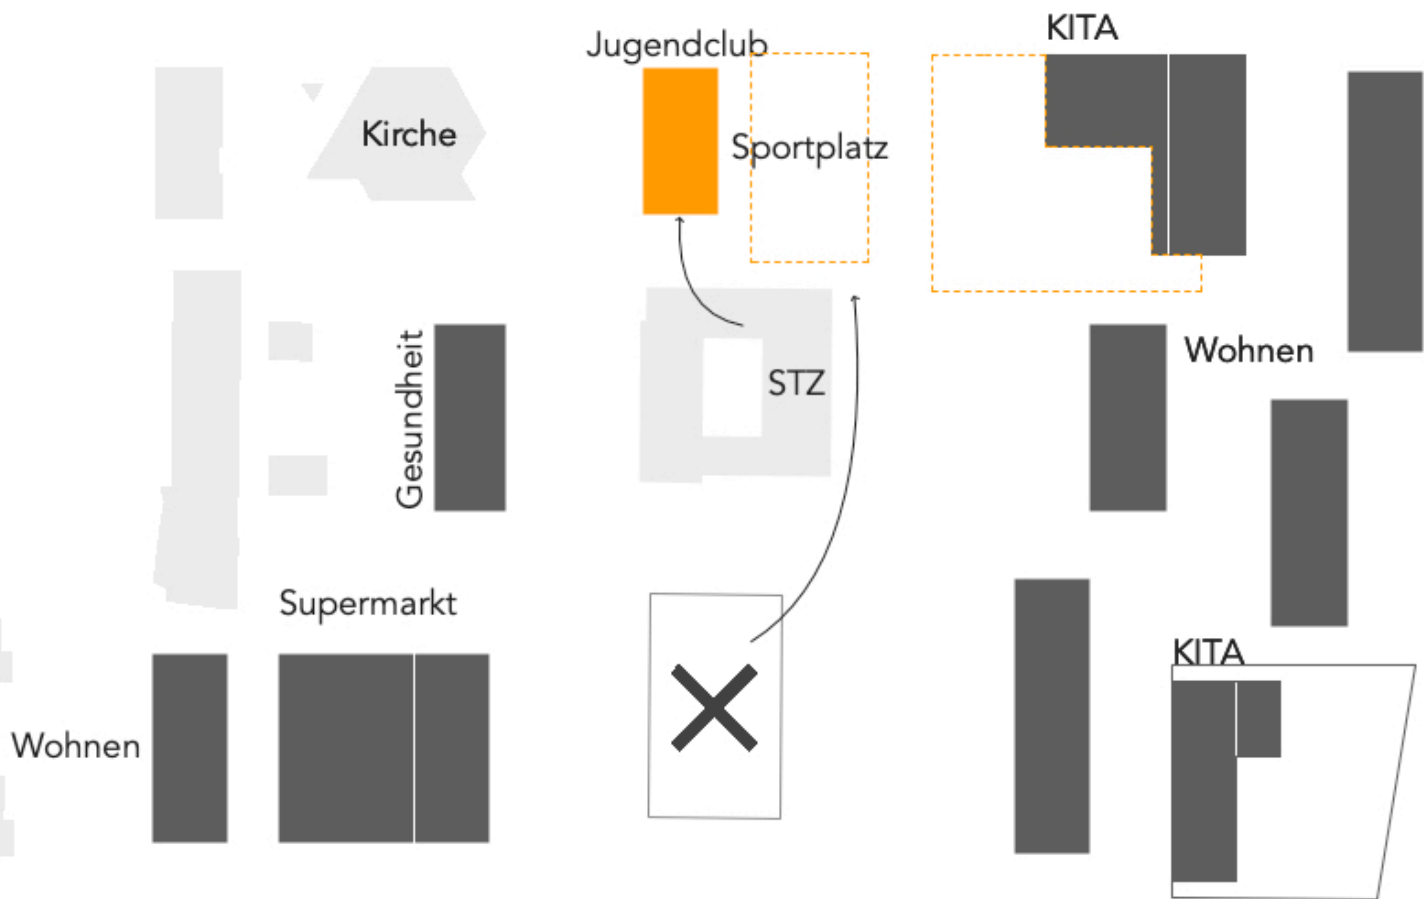 KITA
Jugendclub
Kirche
Sportplatz
Gesundheit
STZ
Wohnen
Supermarkt
KITA
Wohnen